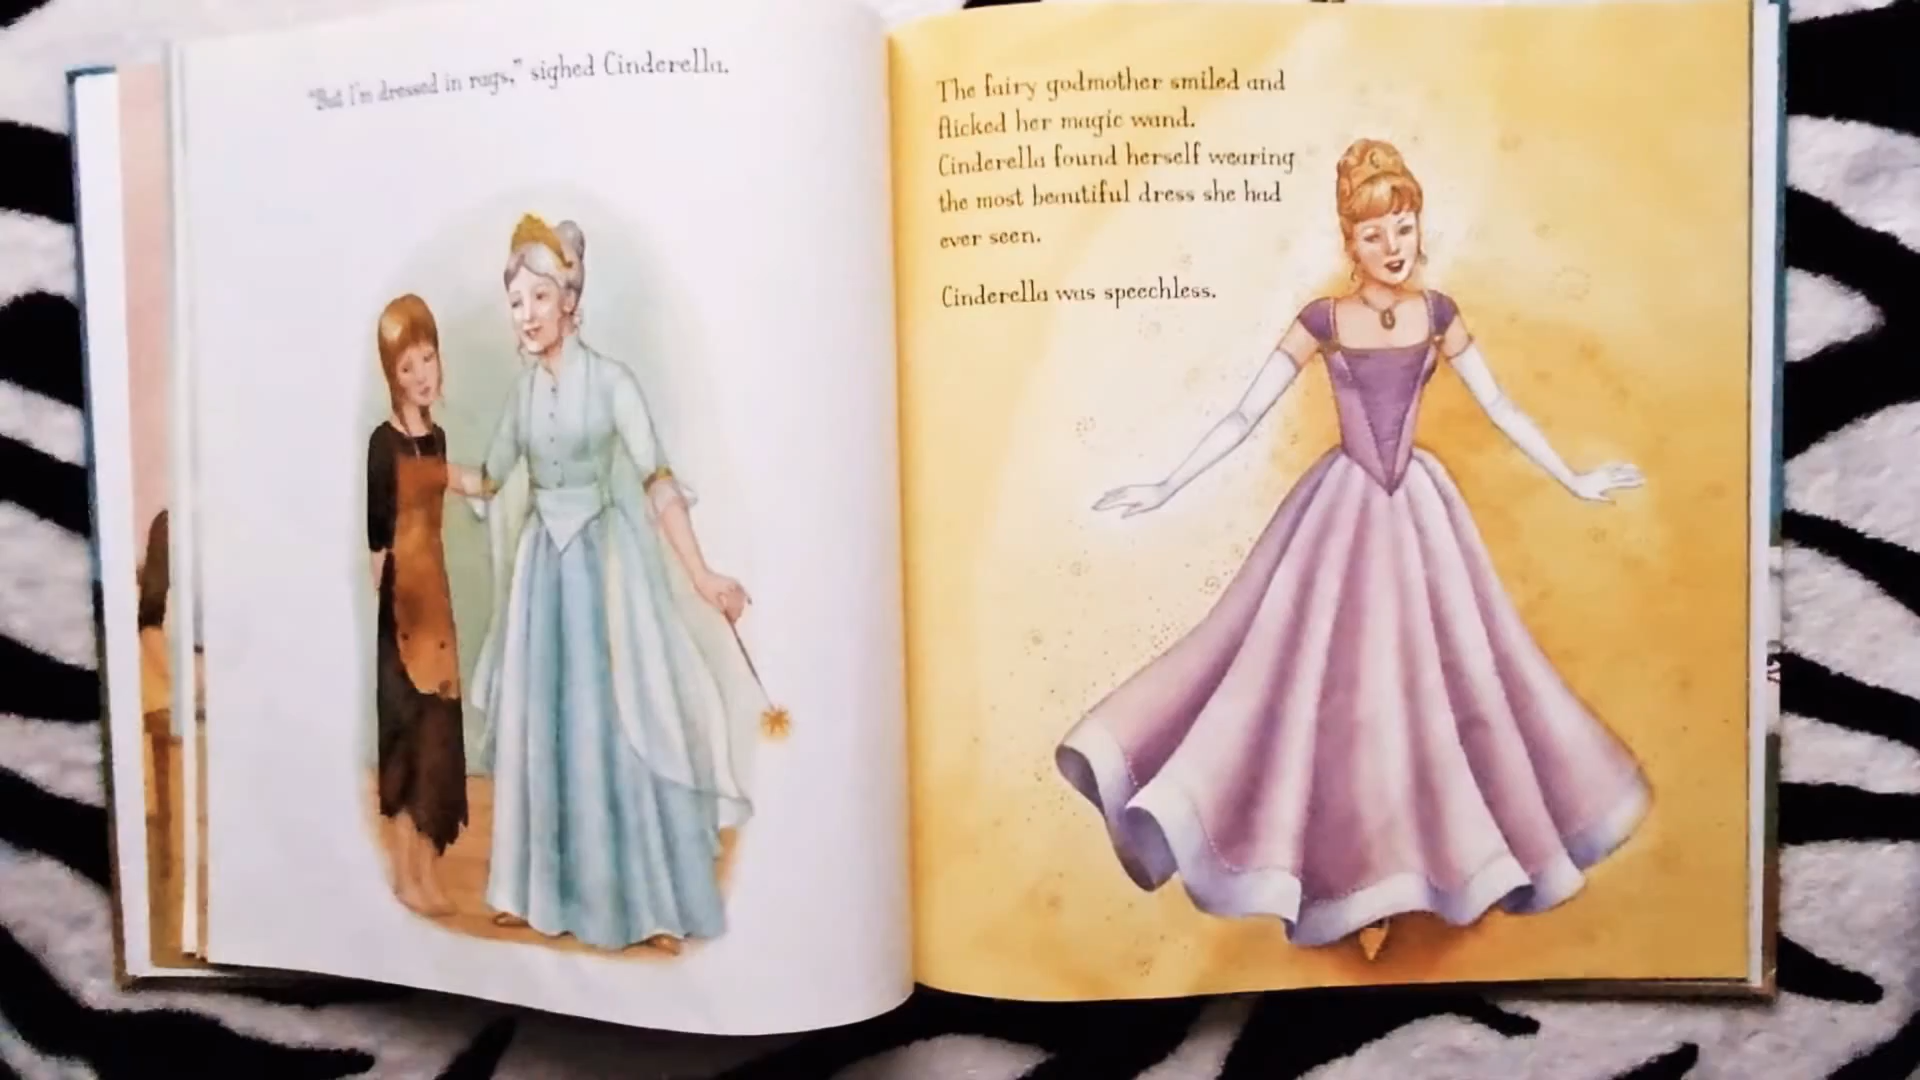 "But I'm dressed in rags," sighed Cinderella.
The fairy godmother smiled and
flicked her magic wand.
Cinderella found herself wearing
the most beautiful dress she had
ever seen.
Cinderella was speechless.